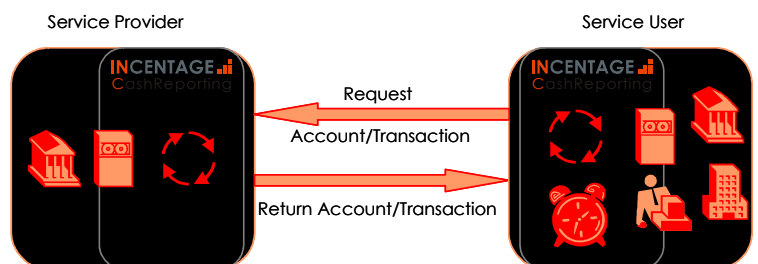 Service Provider
Service User
INCENTAGE
CashReporting
INCENTAGE
CashReporting
Request
Account/Transaction
Return Account/Transaction